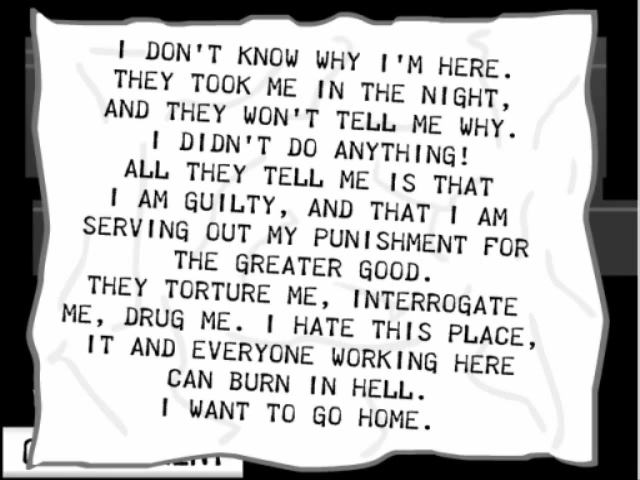 I DON'T KNOW WHY I'M HERE.
THEY TOOK ME IN THE NIGHT,
AND THEY WON'T TELL ME WHY.
I DIDN'T DO ANYTHING!
ALL THEY TELL ME IS THAT
I AM GUILTY, AND THAT I AM
SERVING OUT MY PUNISHMENT FOR
THE GREATER GOOD.
THEY TORTURE ME, INTERROGATE
ME, DRUG ME. I HATE THIS PLACE,
IT AND EVERYONE WORKING HERE
CAN BURN IN HELL.
I WANT TO GO HOME.